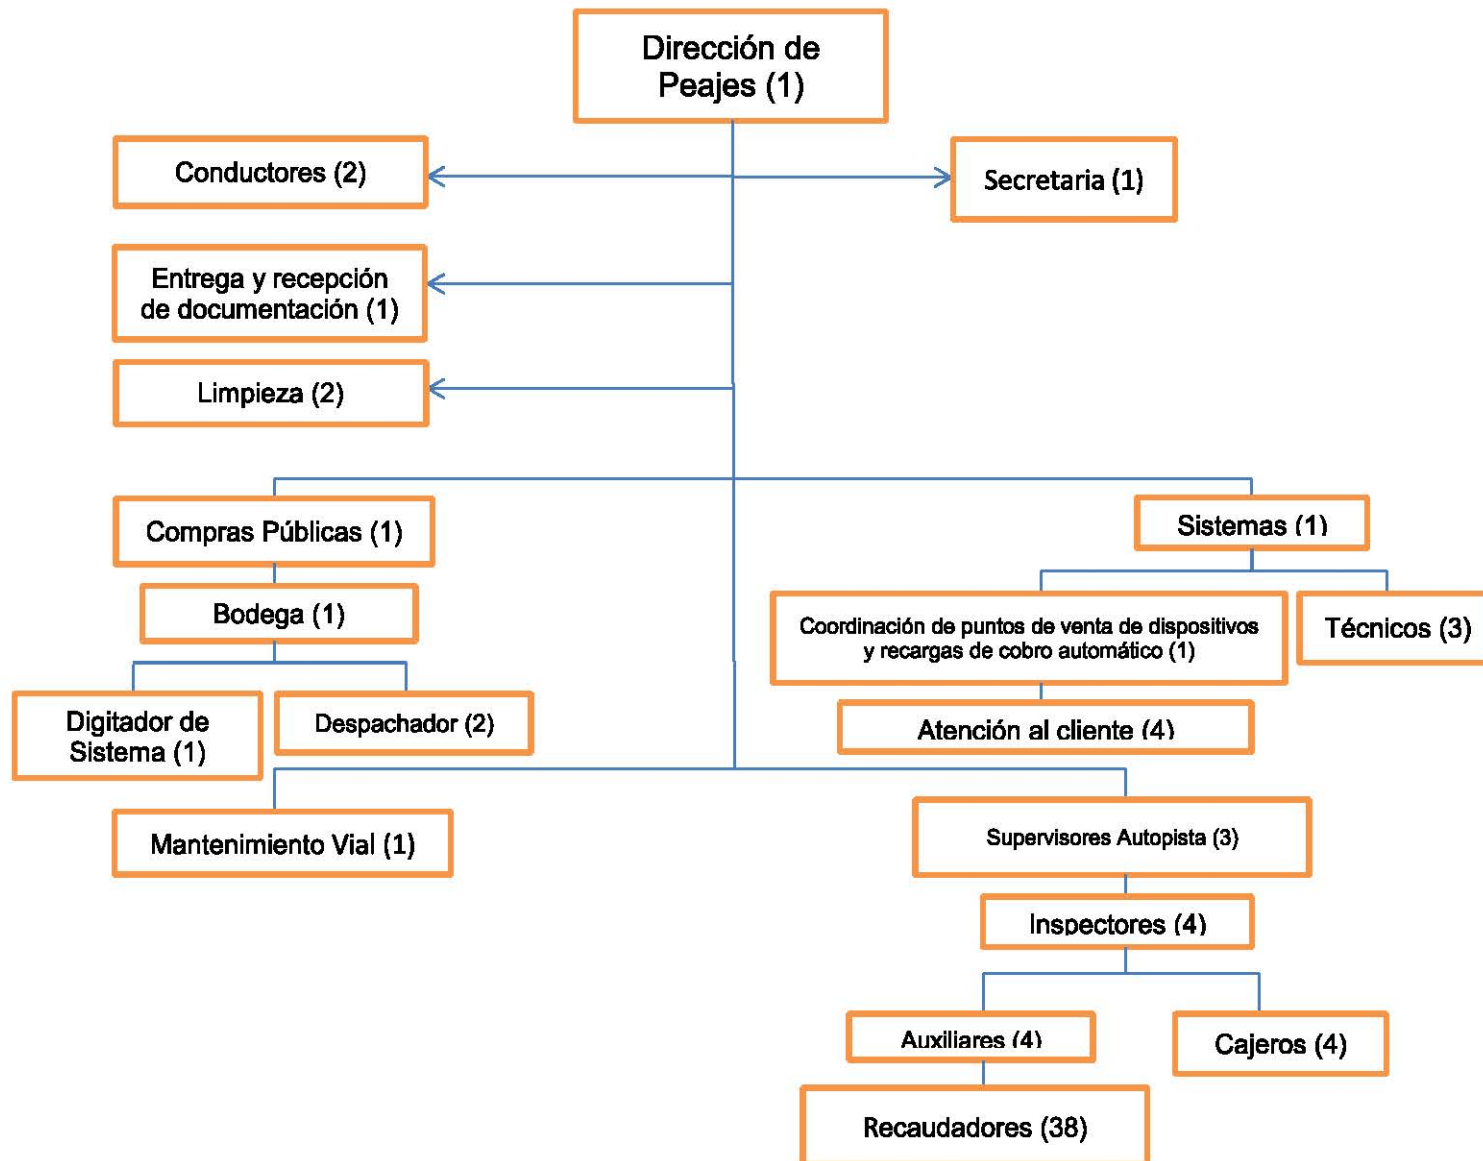 Dirección de
Peajes (1)
Conductores (2)
Secretaria (1)
Entrega y recepción
de documentación (1)
Limpieza (2)
Compras Públicas (1)
Sistemas (1)
Bodega (1)
Coordinación de puntos de venta de dispositivos
y recargas de cobro automático (1)
Técnicos (3)
Digitador de
Sistema (1)
Despachador (2)
Atención al cliente (4)
Mantenimiento Vial (1)
Supervisores Autopista (3)
Inspectores (4)
Auxiliares (4)
Cajeros (4)
Recaudadores (38)